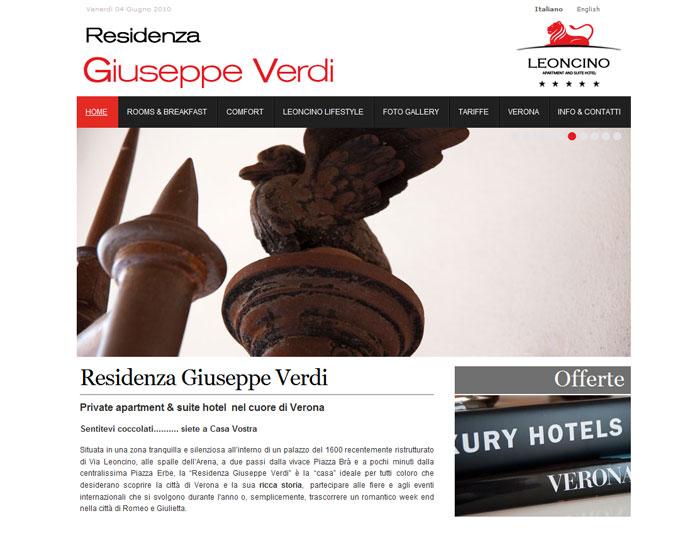 Venerdì 04 Giugno 2010
Italiano English
Residenza
Giuseppe Verdi
LEONCINO
APARTMENT AND SUITE HOTEL
HOME ROOMS & BREAKFAST COMFORT LEONCINO LIFESTYLE FOTO GALLERY TARIFFE VERONA INFO & CONTATTI
Residenza Giuseppe Verdi
Offerte
Private apartment & suite hotel nel cuore di Verona
Sentitevi coccolati.......... siete a Casa Vostra
Situata in una zona tranquilla e silenziosa all'interno di un palazzo del 1600 recentemente ristrutturato
di Via Leoncino, alle spalle dell'Arena, a due passi dalla vivace Piazza Brà e a pochi minuti dalla
centralissima Piazza Erbe, la "Residenza Giuseppe Verdi" è la "casa" ideale per tutti coloro che
desiderano scoprire la città di Verona e la sua ricca storia, partecipare alle fiere e agli eventi
internazionali che si svolgono durante l'anno o, semplicemente, trascorrere un romantico week end
nella città di Romeo e Giulietta.
XURY HOTELS
VERONA